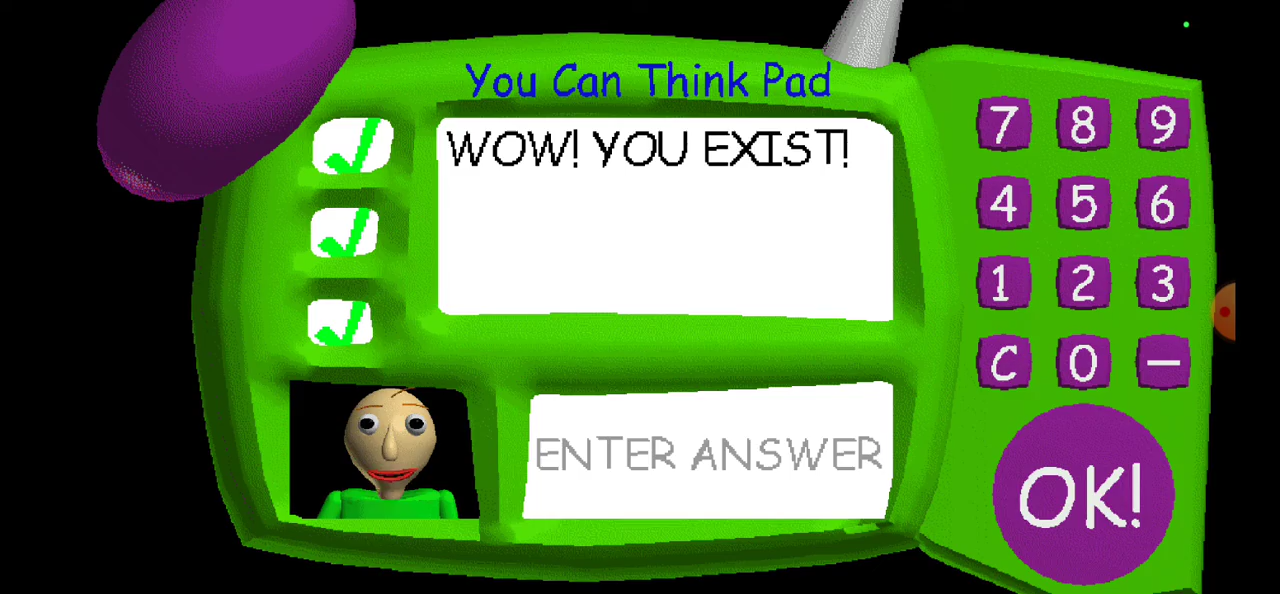 You Can Think Pad
WOW! YOU EXIST!
7 8 9
4 5 6
1 2 3
C 0 —
ENTER ANSWER
OK!